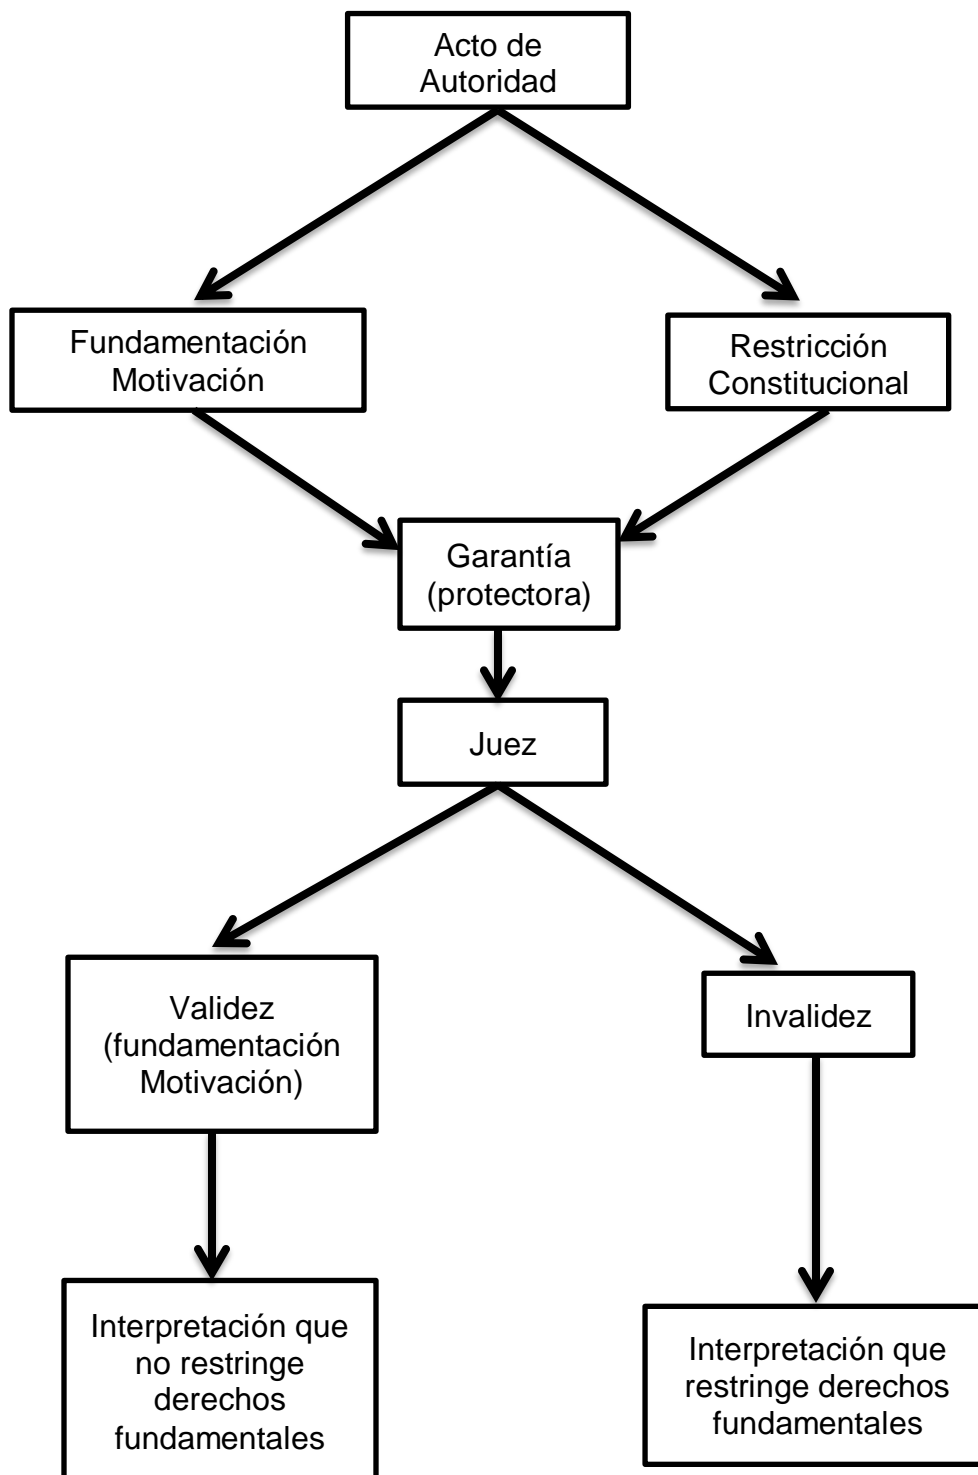 Acto de
Autoridad
Fundamentación
Motivación
Restricción
Constitucional
Garantía
(protectora)
Juez
Validez
(fundamentación
Motivación)
Invalidez
Interpretación que
no restringe
derechos
fundamentales
Interpretación que
restringe derechos
fundamentales